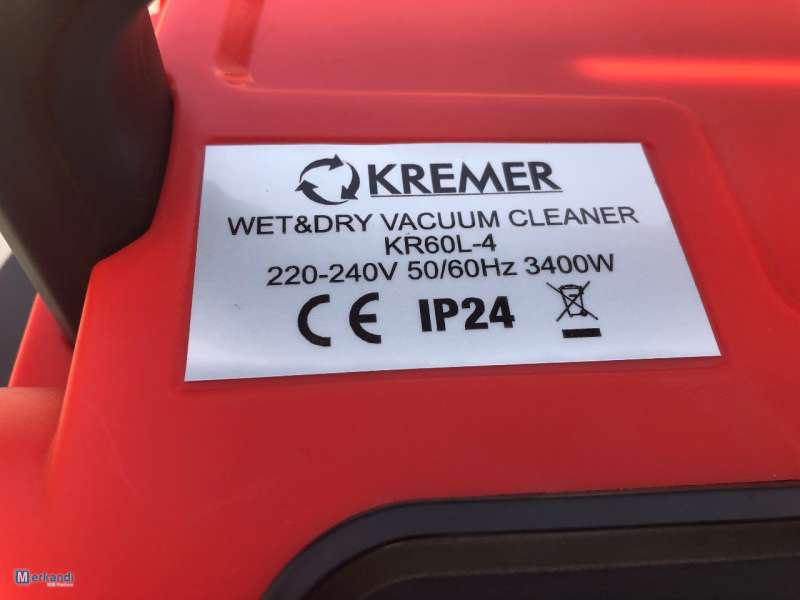 KREMER
WET&DRY VACUUM CLEANER
KR60L-4
220-240V 50/60Hz 3400W
CE IP24
Merkandi